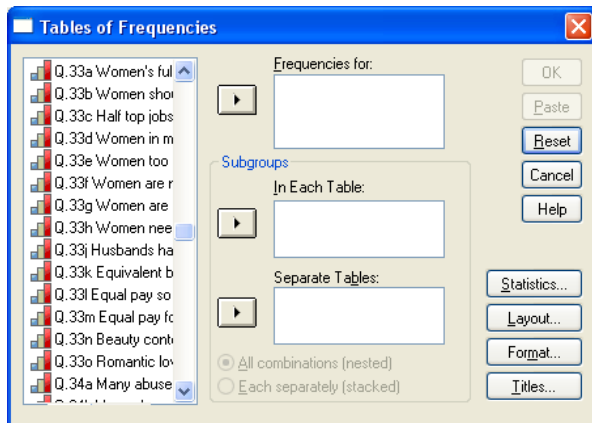 Tables of Frequencies
Q.33a Women's ful
Q.33b Women shou
Q.33c Half top jobs
Q.33d Women in m
Q.33e Women too
Q.33f Women are r
Q.33g Women are
Q.33h Women nee
Q.33j Husbands ha
Q.33k Equivalent b
Q.33l Equal pay so
Q.33m Equal pay fo
Q.33n Beauty cont
Q.33o Romantic lov
Q.34a Many abuse
Frequencies for:
Subgroups
In Each Table:
Separate Tables:
All combinations (nested)
Each separately (stacked)
OK
Paste
Reset
Cancel
Help
Statistics...
Layout...
Format...
Titles...